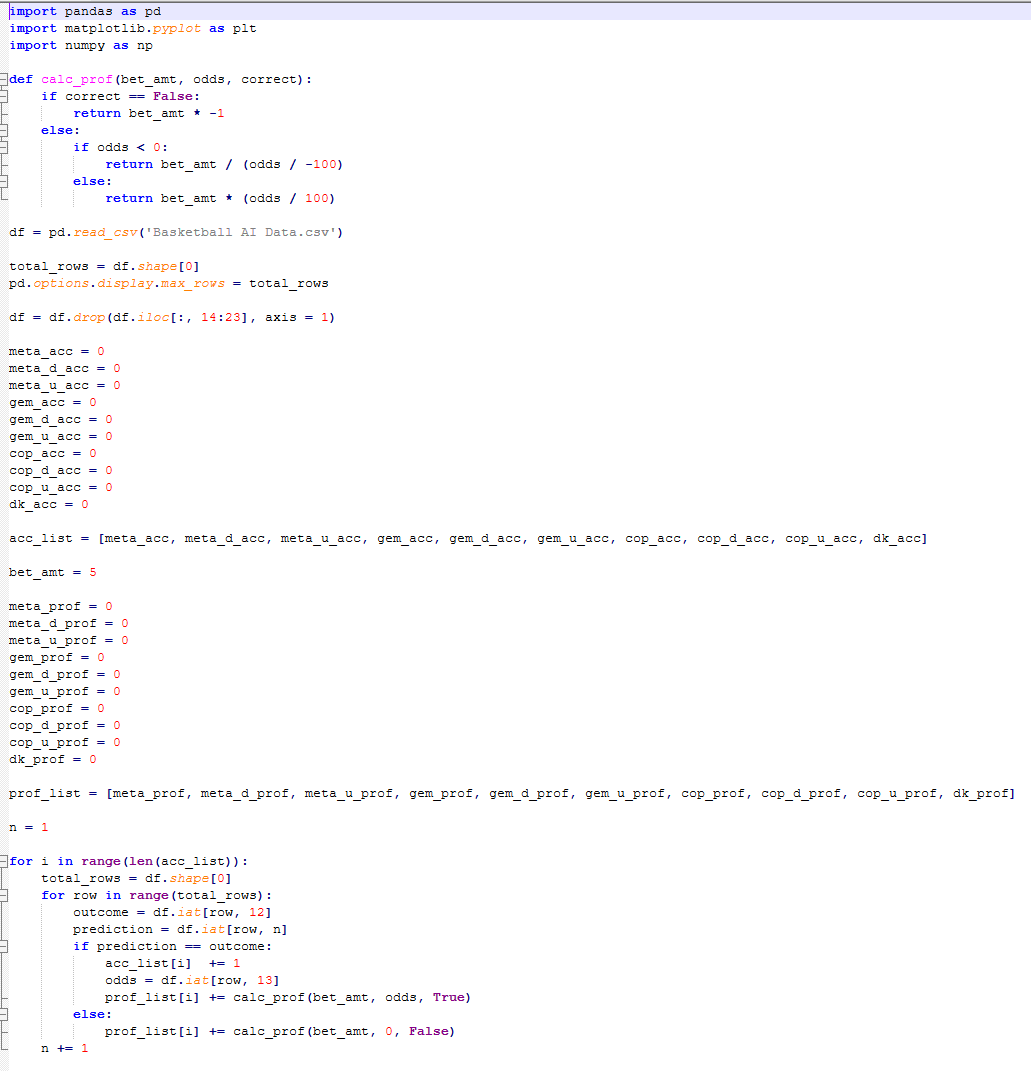 import pandas as pd
import matplotlib.pyplot as plt
import numpy as np

def calc_prof(bet_amt, odds, correct):
    if correct == False:
        return bet_amt * -1
    else:
        if odds < 0:
            return bet_amt / (odds / -100)
        else:
            return bet_amt * (odds / 100)

df = pd.read_csv('Basketball AI Data.csv')

total_rows = df.shape[0]
pd.options.display.max_rows = total_rows

df = df.drop(df.iloc[:, 14:23], axis = 1)

meta_acc = 0
meta_d_acc = 0
meta_u_acc = 0
gem_acc = 0
gem_d_acc = 0
gem_u_acc = 0
cop_acc = 0
cop_d_acc = 0
cop_u_acc = 0
dk_acc = 0

acc_list = [meta_acc, meta_d_acc, meta_u_acc, gem_acc, gem_d_acc, gem_u_acc, cop_acc, cop_d_acc, cop_u_acc, dk_acc]

bet_amt = 5

meta_prof = 0
meta_d_prof = 0
meta_u_prof = 0
gem_prof = 0
gem_d_prof = 0
gem_u_prof = 0
cop_prof = 0
cop_d_prof = 0
cop_u_prof = 0
dk_prof = 0

prof_list = [meta_prof, meta_d_prof, meta_u_prof, gem_prof, gem_d_prof, gem_u_prof, cop_prof, cop_d_prof, cop_u_prof, dk_prof]

n = 1

for i in range(len(acc_list)):
    total_rows = df.shape[0]
    for row in range(total_rows):
        outcome = df.iat[row, 12]
        prediction = df.iat[row, n]
        if prediction == outcome:
            acc_list[i]  += 1
            odds = df.iat[row, 13]
            prof_list[i] += calc_prof(bet_amt, odds, True)
        else:
            prof_list[i] += calc_prof(bet_amt, 0, False)
    n += 1